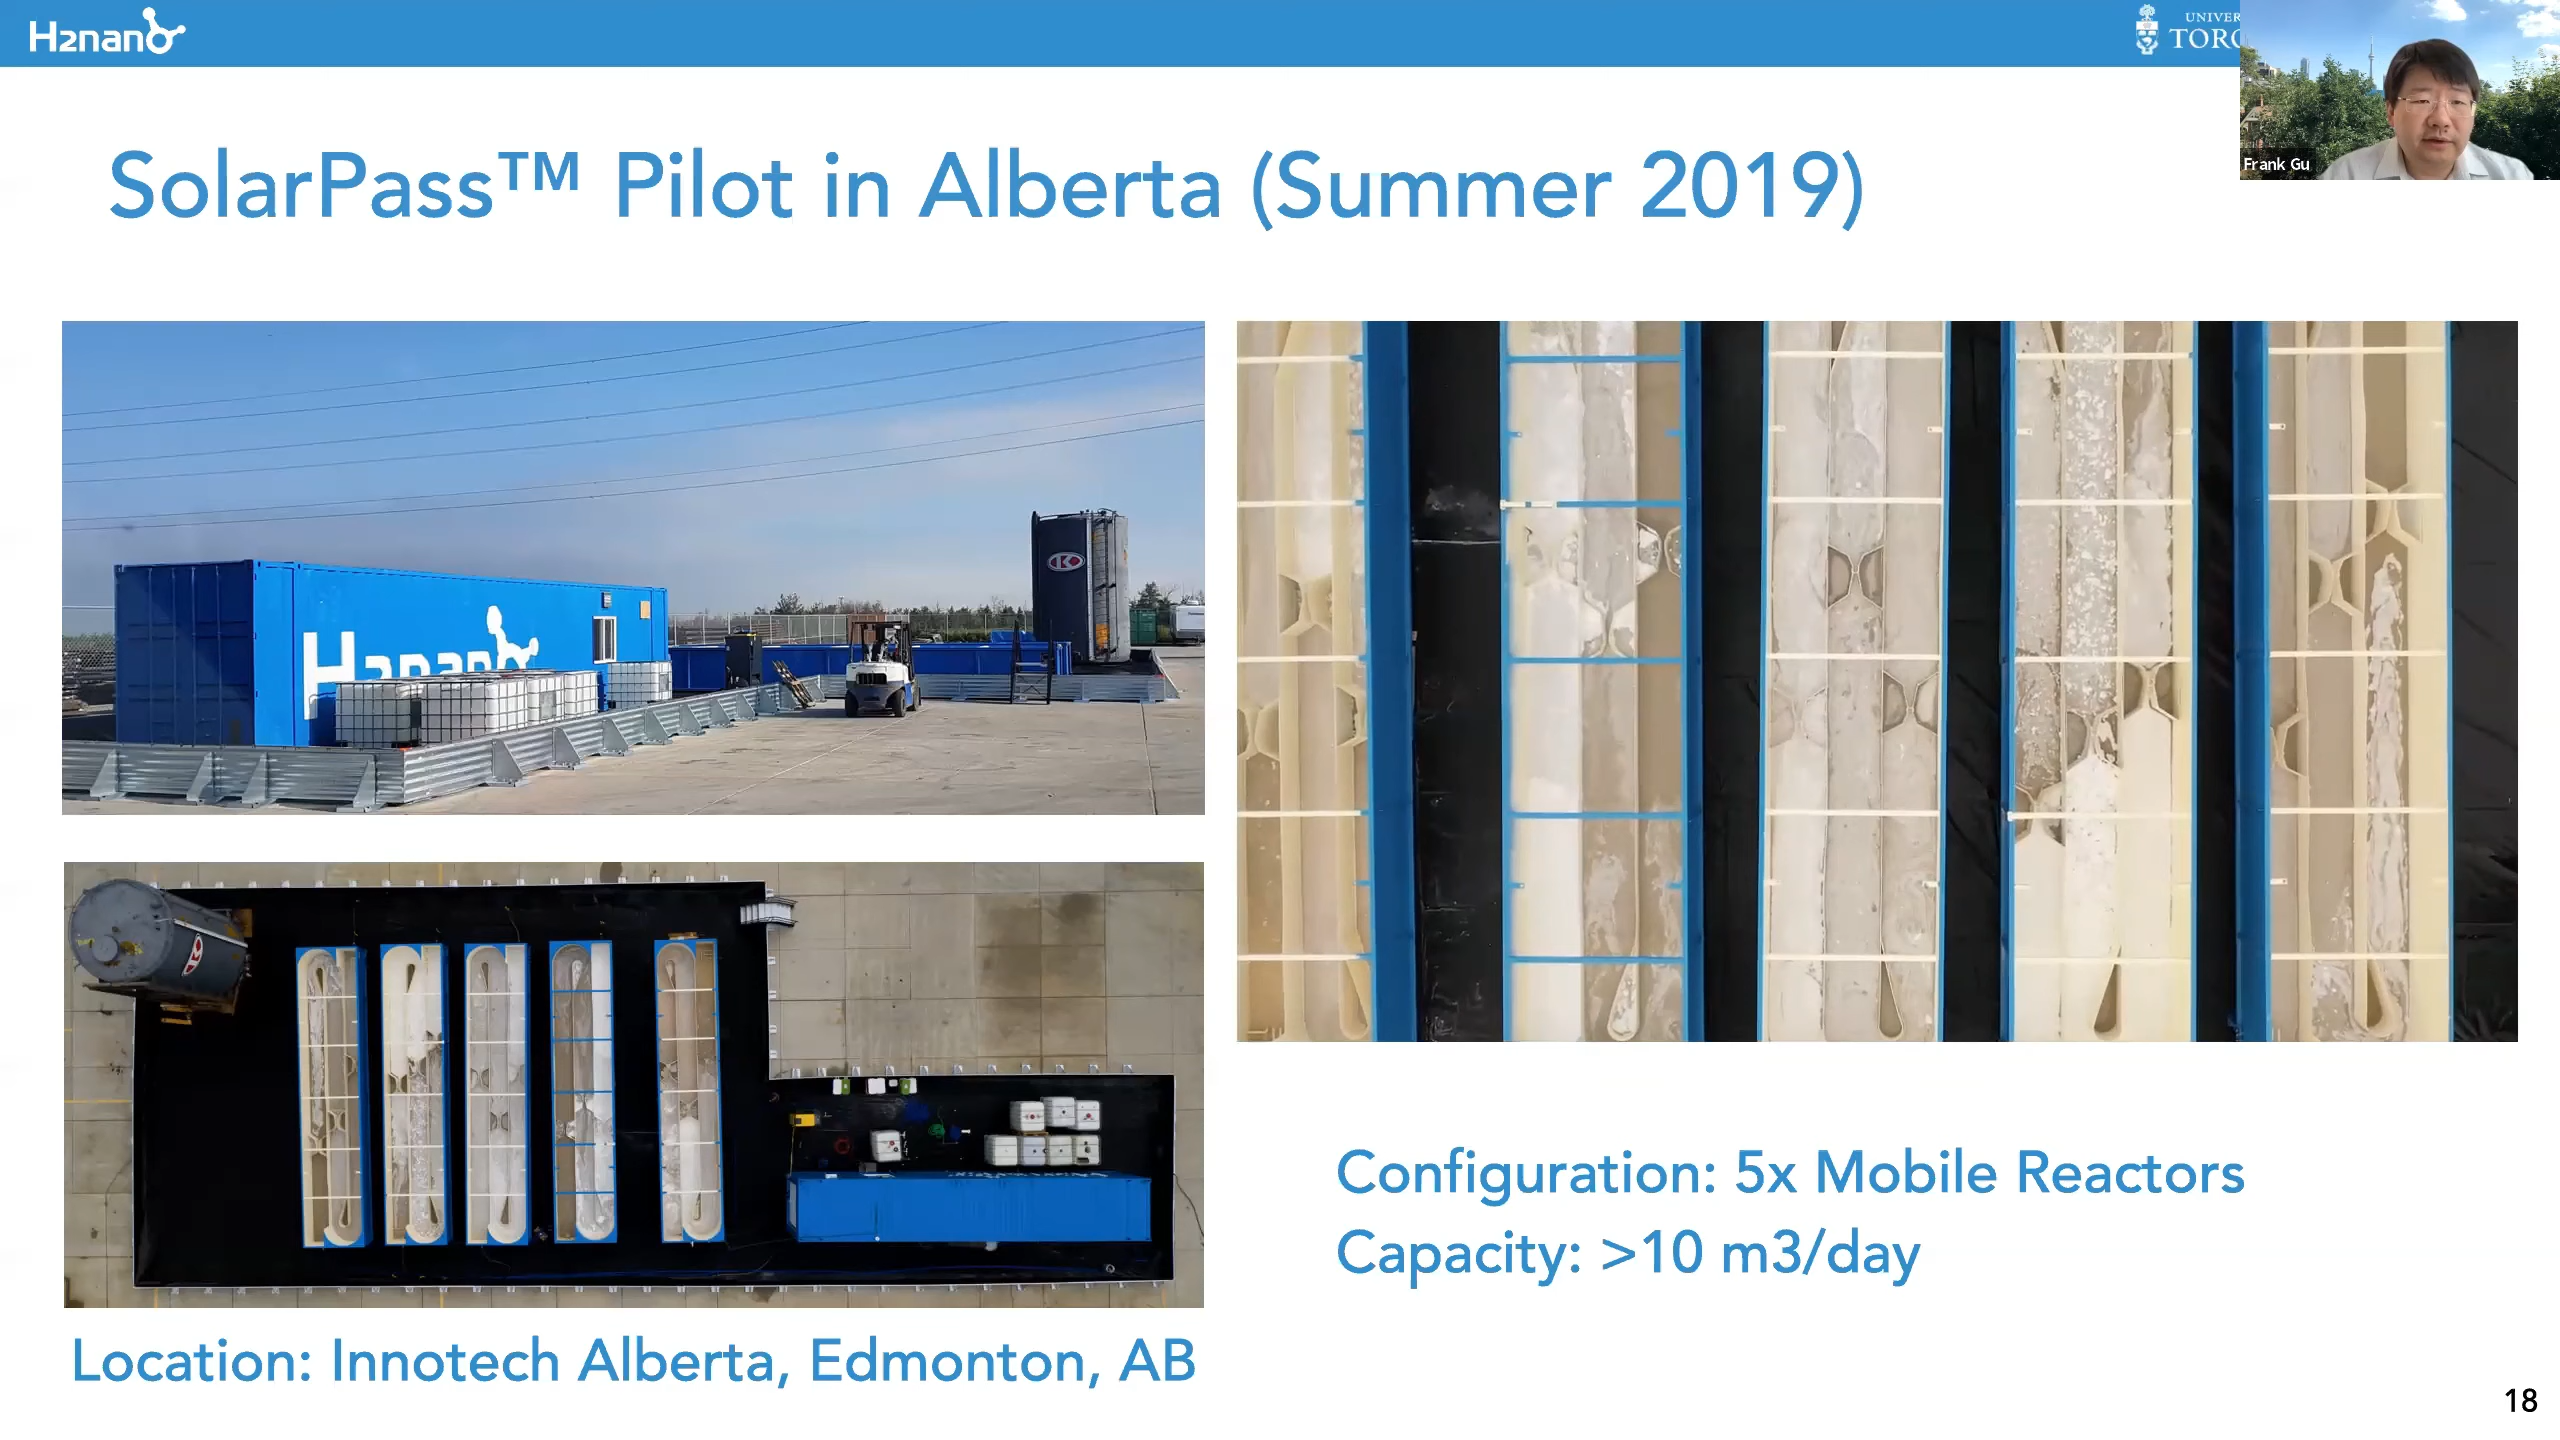 H2nano
UNIVER
TORO
Frank Gu
SolarPass™ Pilot in Alberta (Summer 2019)
H2nano
Configuration: 5x Mobile Reactors
Capacity: >10 m3/day
Location: Innotech Alberta, Edmonton, AB
18